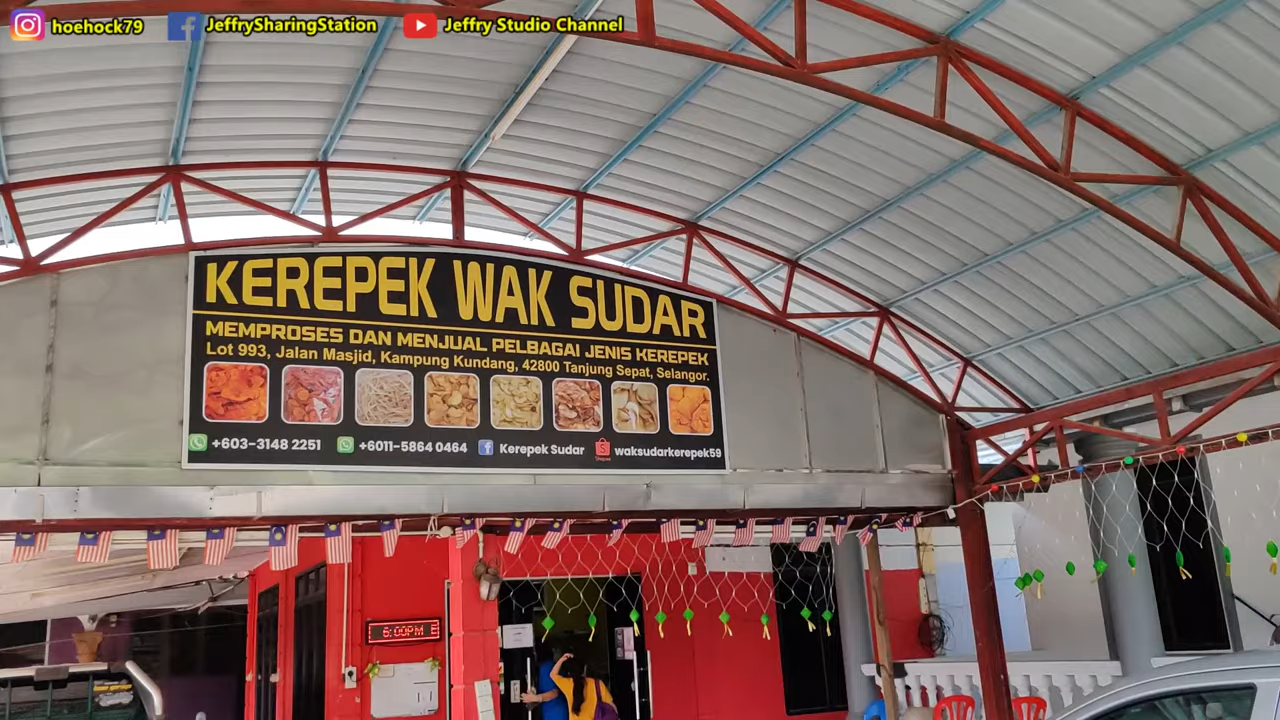 hoehock79 JeffrySharingStation Jeffry Studio Channel
KEREPEK WAK SUDAR
MEMPROSES DAN MENJUAL PELBAGAI JENIS KEREPEK
Lot 993, Jalan Masjid, Kampung Kundang, 42800 Tanjung Sepat, Selangor.
+603-3148 2251 +6011-5864 0464 Kerepek Sudar waksudarkerepek59
Shopee
6:00PM E